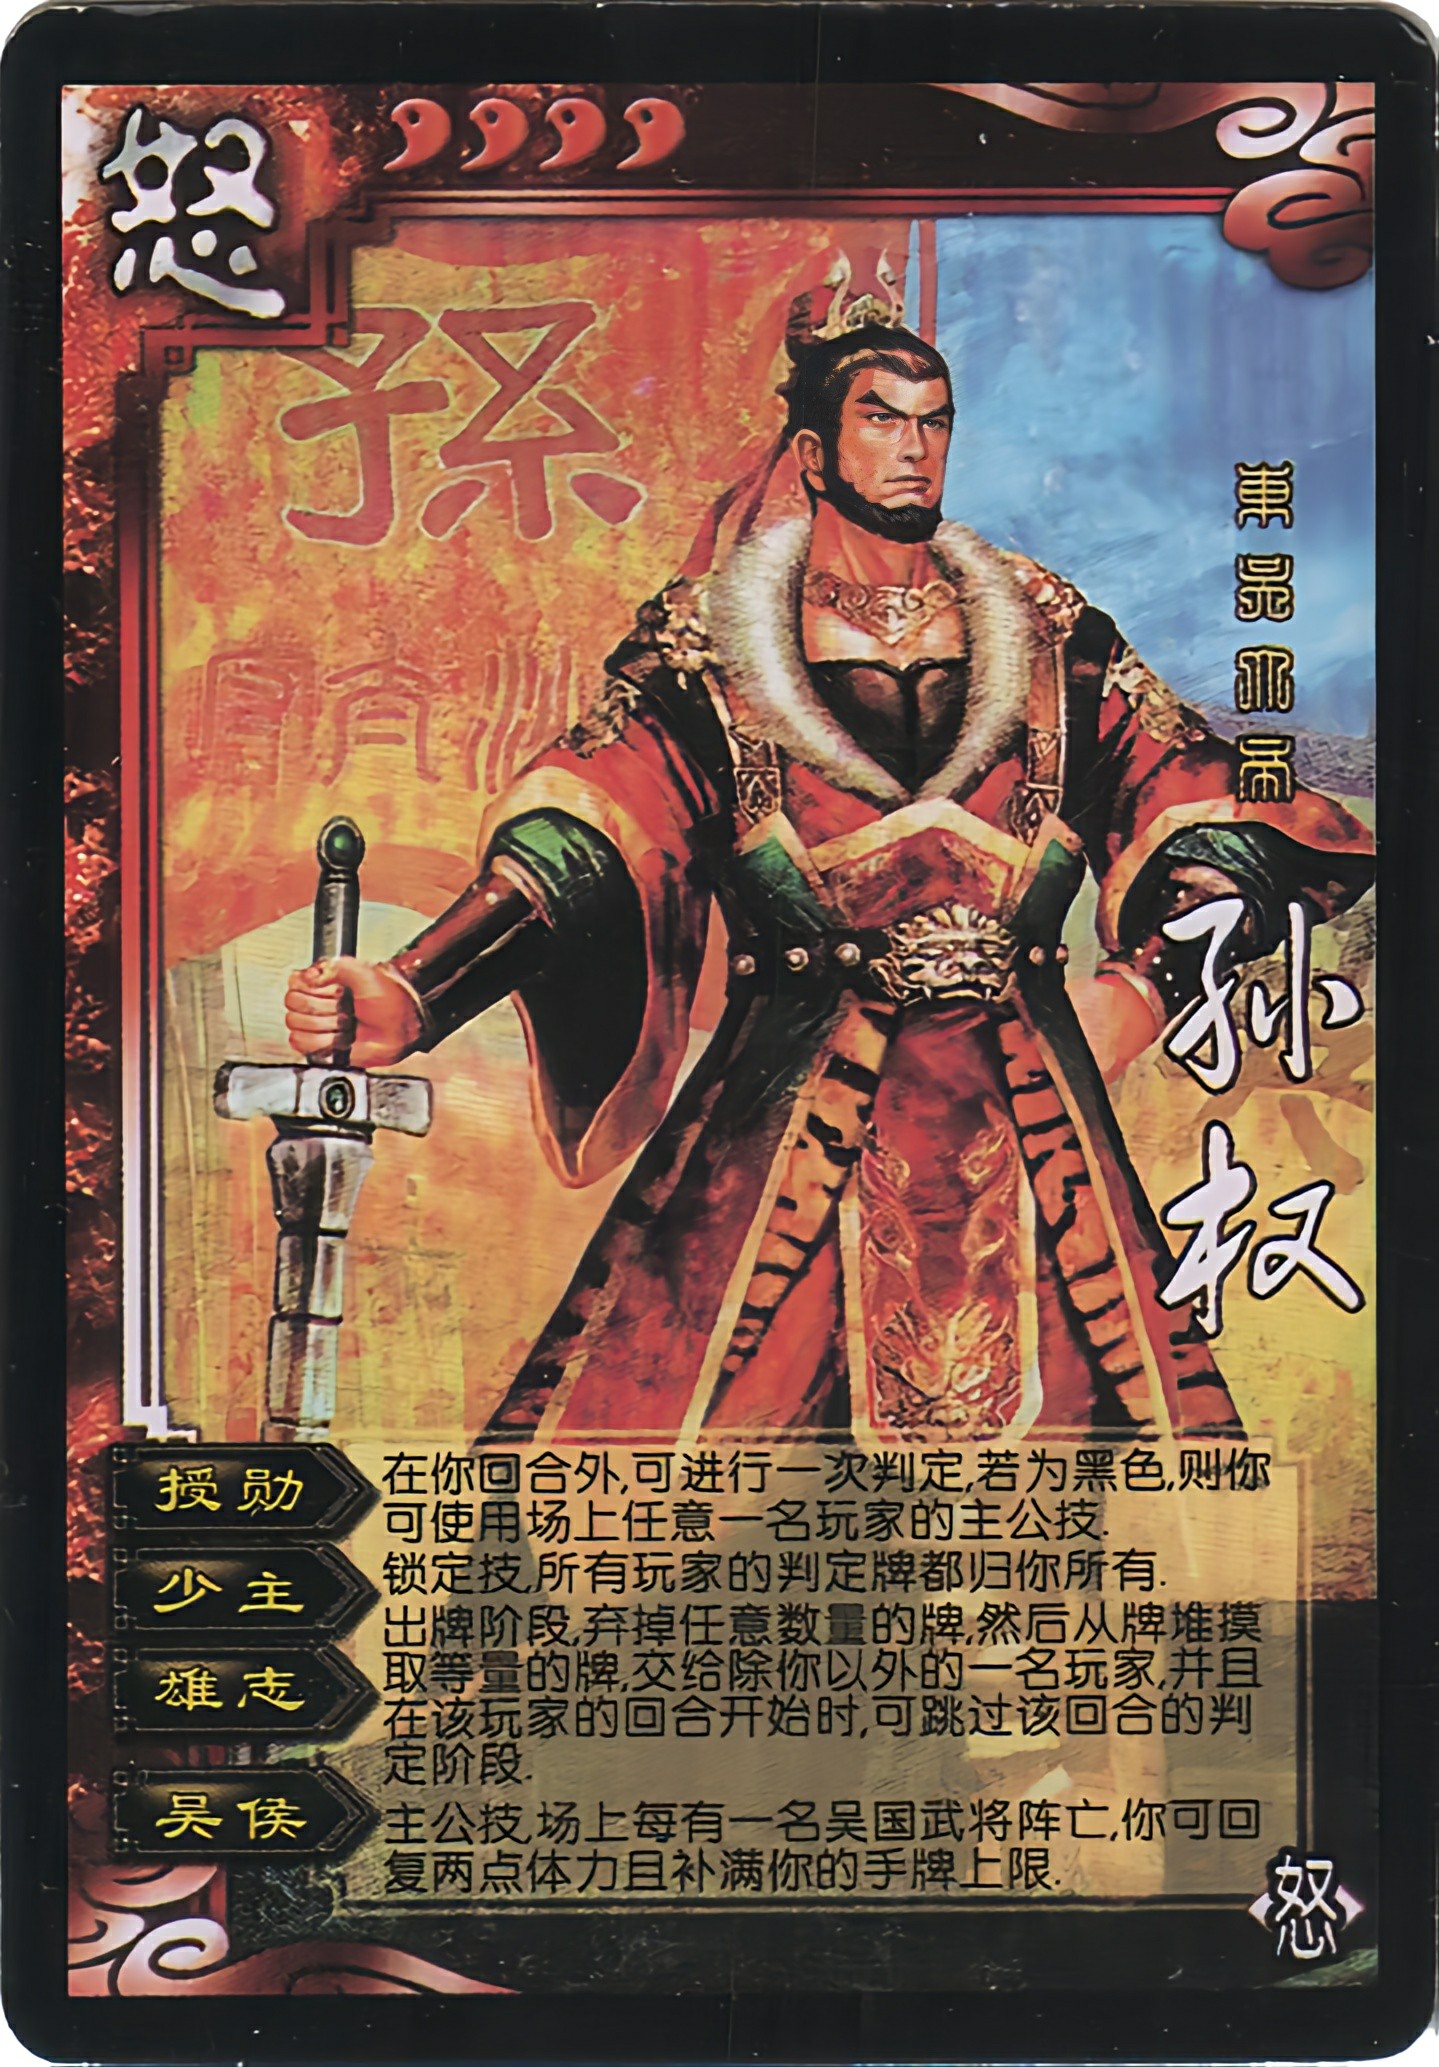 怒
孫
東吴大帝
孙权
授勋
在你回合外,可进行一次判定,若为黑色,则你
可使用场上任意一名玩家的主公技.
少主
锁定技,所有玩家的判定牌都归你所有.
雄志
出牌阶段,弃掉任意数量的牌,然后从牌堆摸
取等量的牌,交给除你以外的一名玩家,并且
在该玩家的回合开始时,可跳过该回合的判
定阶段.
吴侯
主公技,场上每有一名吴国武将阵亡,你可回
复两点体力且补满你的手牌上限.
怒